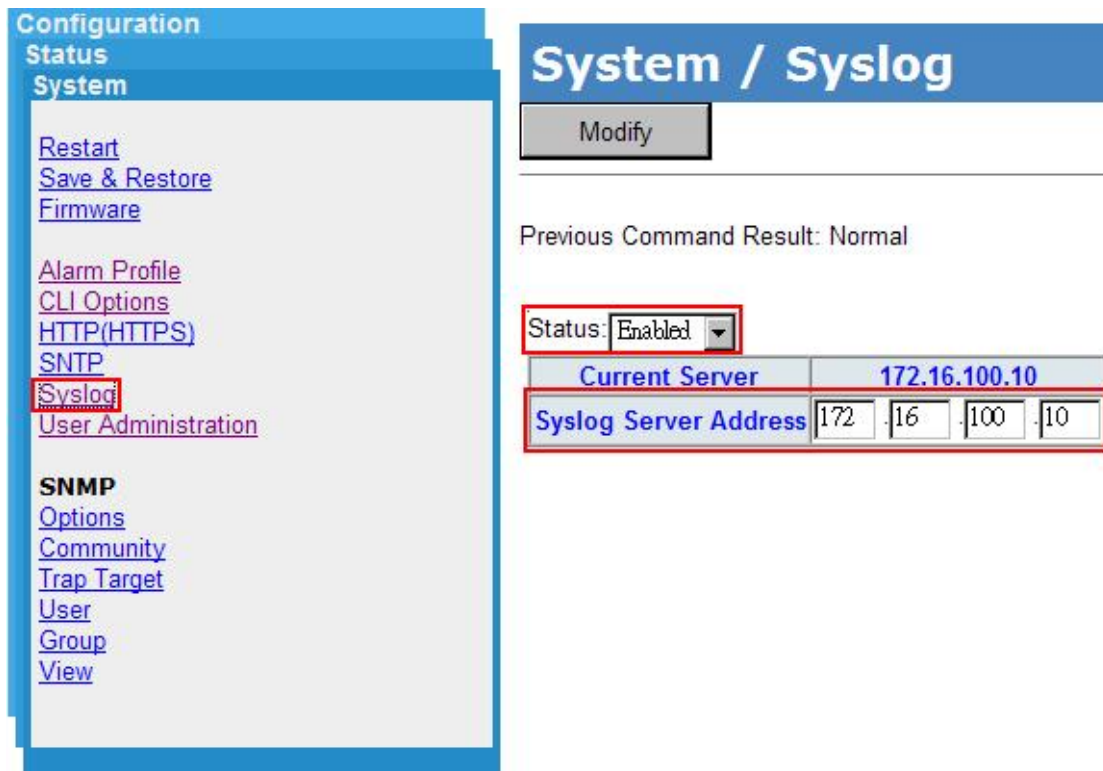 Configuration
Status
System
Restart
Save & Restore
Firmware
Alarm Profile
CLI Options
HTTP(HTTPS)
SNTP
Syslog
User Administration
SNMP
Options
Community
Trap Target
User
Group
View
System / Syslog
Modify
Previous Command Result: Normal
Status: Enabled
Current Server 172.16.100.10
Syslog Server Address 172 .16 .100 .10